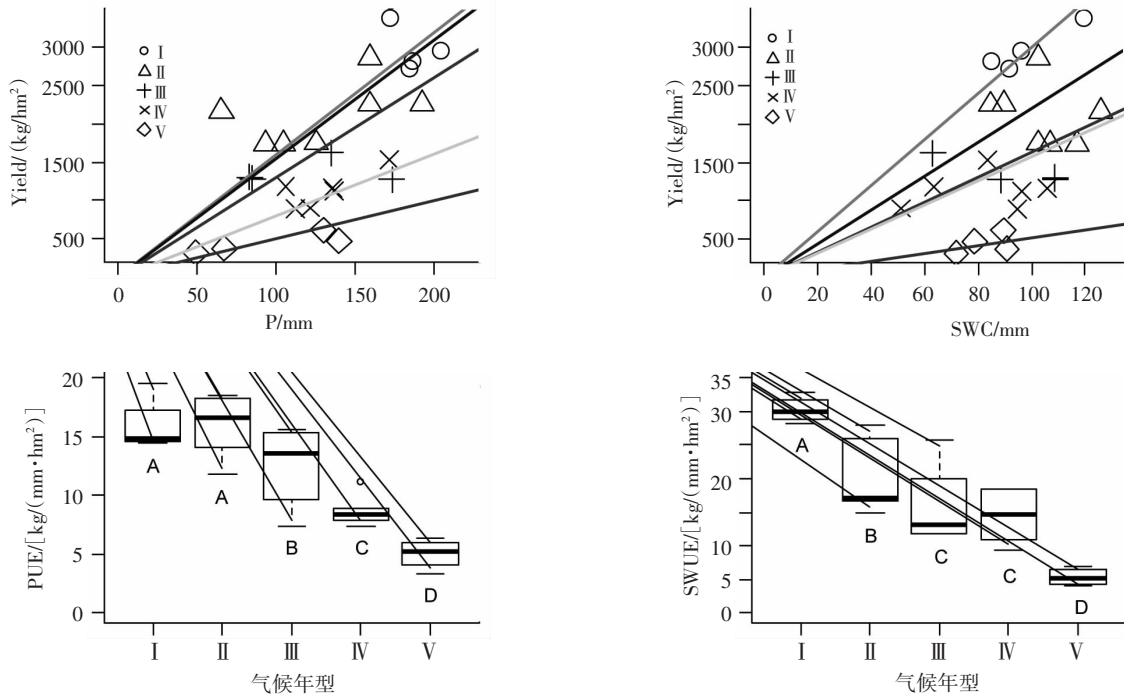 Yield/(kg/hm²)
3000
2500
1500
500
I
II
III
IV
V
0
50
100
150
200
P/mm
Yield/(kg/hm²)
3000
2500
1500
500
I
II
III
IV
V
0
20
40
60
80
100
120
SWC/mm
PUE/[kg/(mm·hm²)]
20
15
10
5
0
A
A
B
C
D
I
II
III
IV
V
气候年型
SWUE/[kg/(mm·hm²)]
35
30
20
10
5
0
A
B
C
C
D
I
II
III
IV
V
气候年型